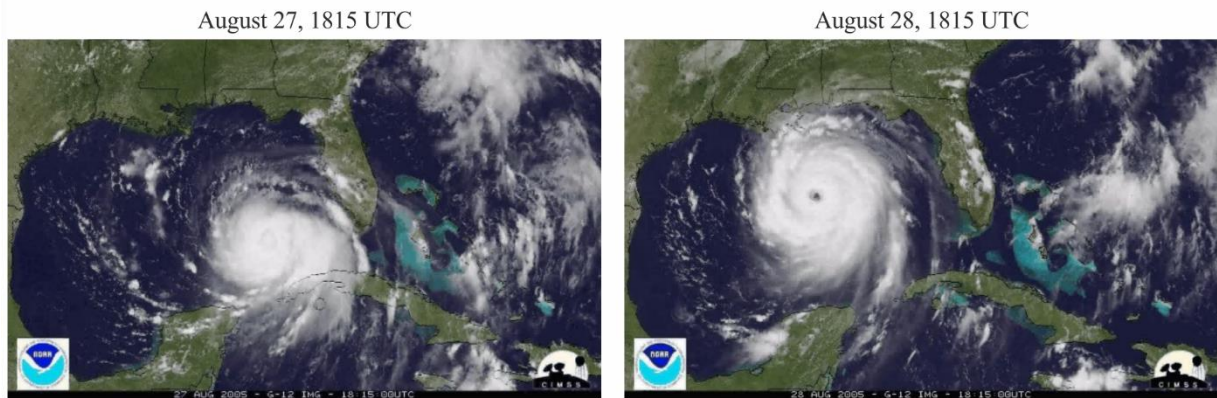 August 27, 1815 UTC
August 28, 1815 UTC
NOAA
CIMSS
27 AUG 2005 - G-12 IMG - 18:15:00UTC
NOAA
CIMSS
28 AUG 2005 - G-12 IMG - 18:15:00UTC